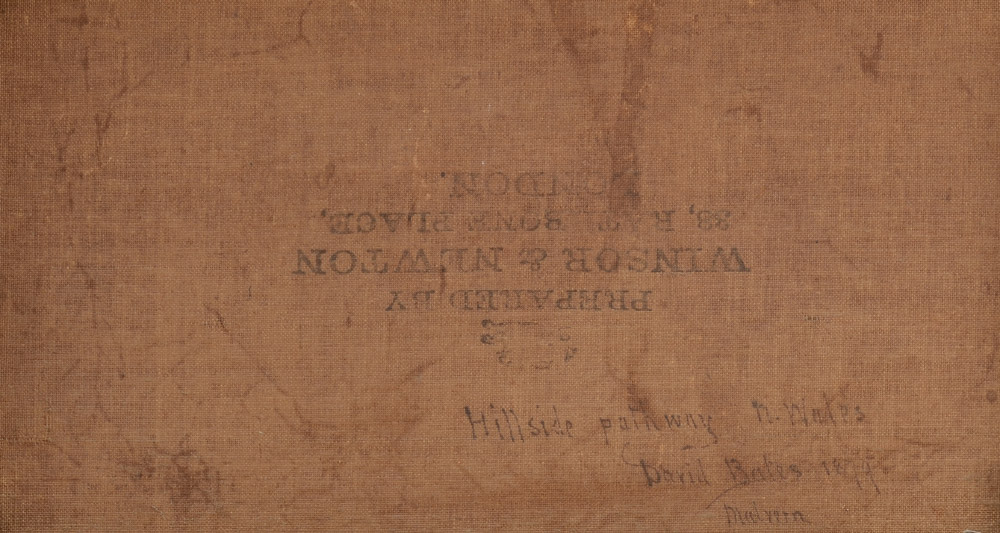 PREPARED BY
WINSOR & NEWTON
38, RATHBONE PLACE,
LONDON.
Hillside pathway N. Wales
David Bates
Malvern